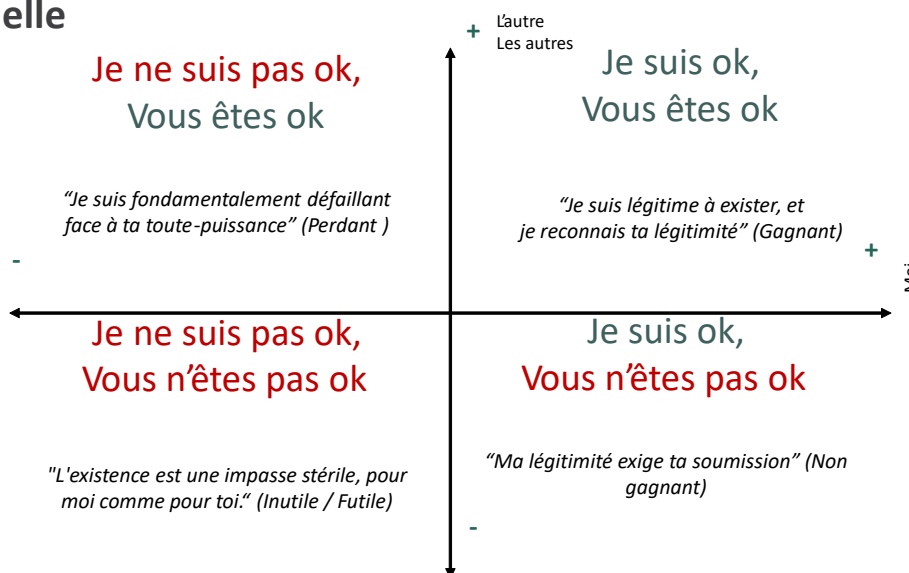 elle
+ L'autre
Les autres
Je ne suis pas ok,
Vous êtes ok
Je suis ok,
Vous êtes ok
“Je suis fondamentalement défaillant
face à ta toute-puissance” (Perdant )
“Je suis légitime à exister, et
je reconnais ta légitimité” (Gagnant)
-
+
Je ne suis pas ok,
Vous n’êtes pas ok
Je suis ok,
Vous n’êtes pas ok
"L'existence est une impasse stérile, pour
moi comme pour toi.“ (Inutile / Futile)
“Ma légitimité exige ta soumission” (Non
gagnant)
-